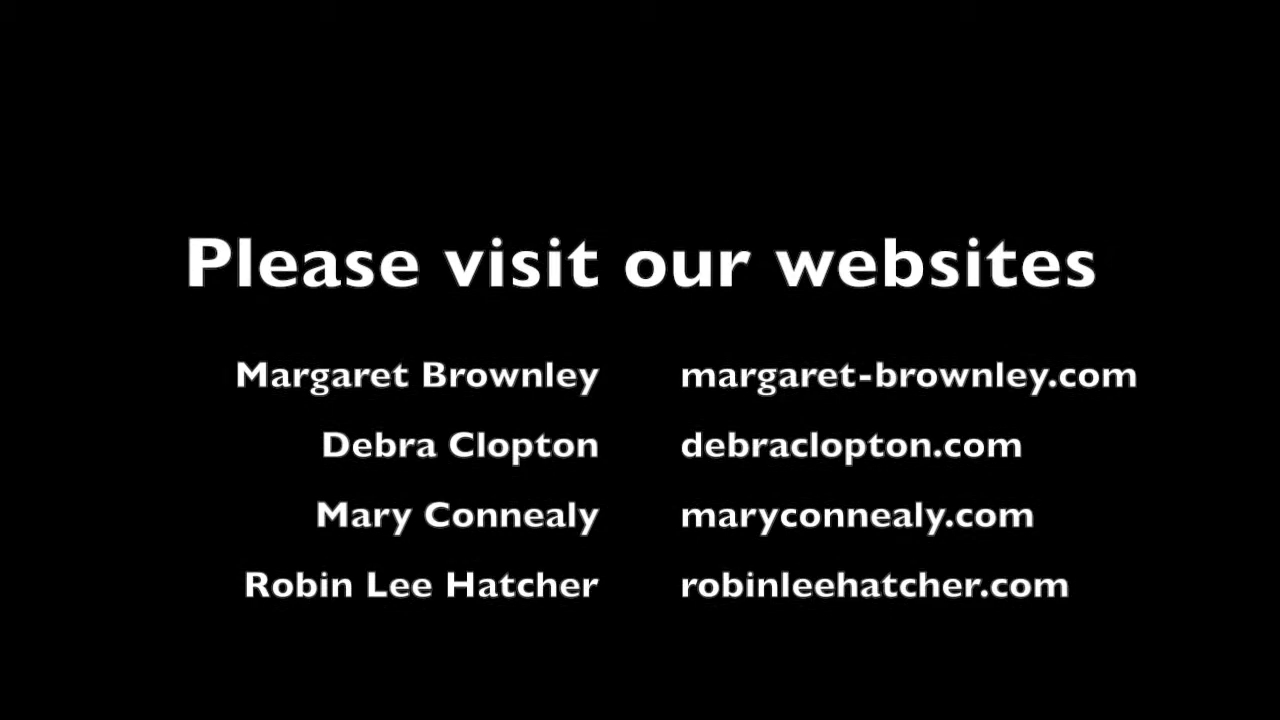 Please visit our websites
Margaret Brownley margaret-brownley.com
Debra Clopton debraclopton.com
Mary Connealy maryconnealy.com
Robin Lee Hatcher robinleehatcher.com